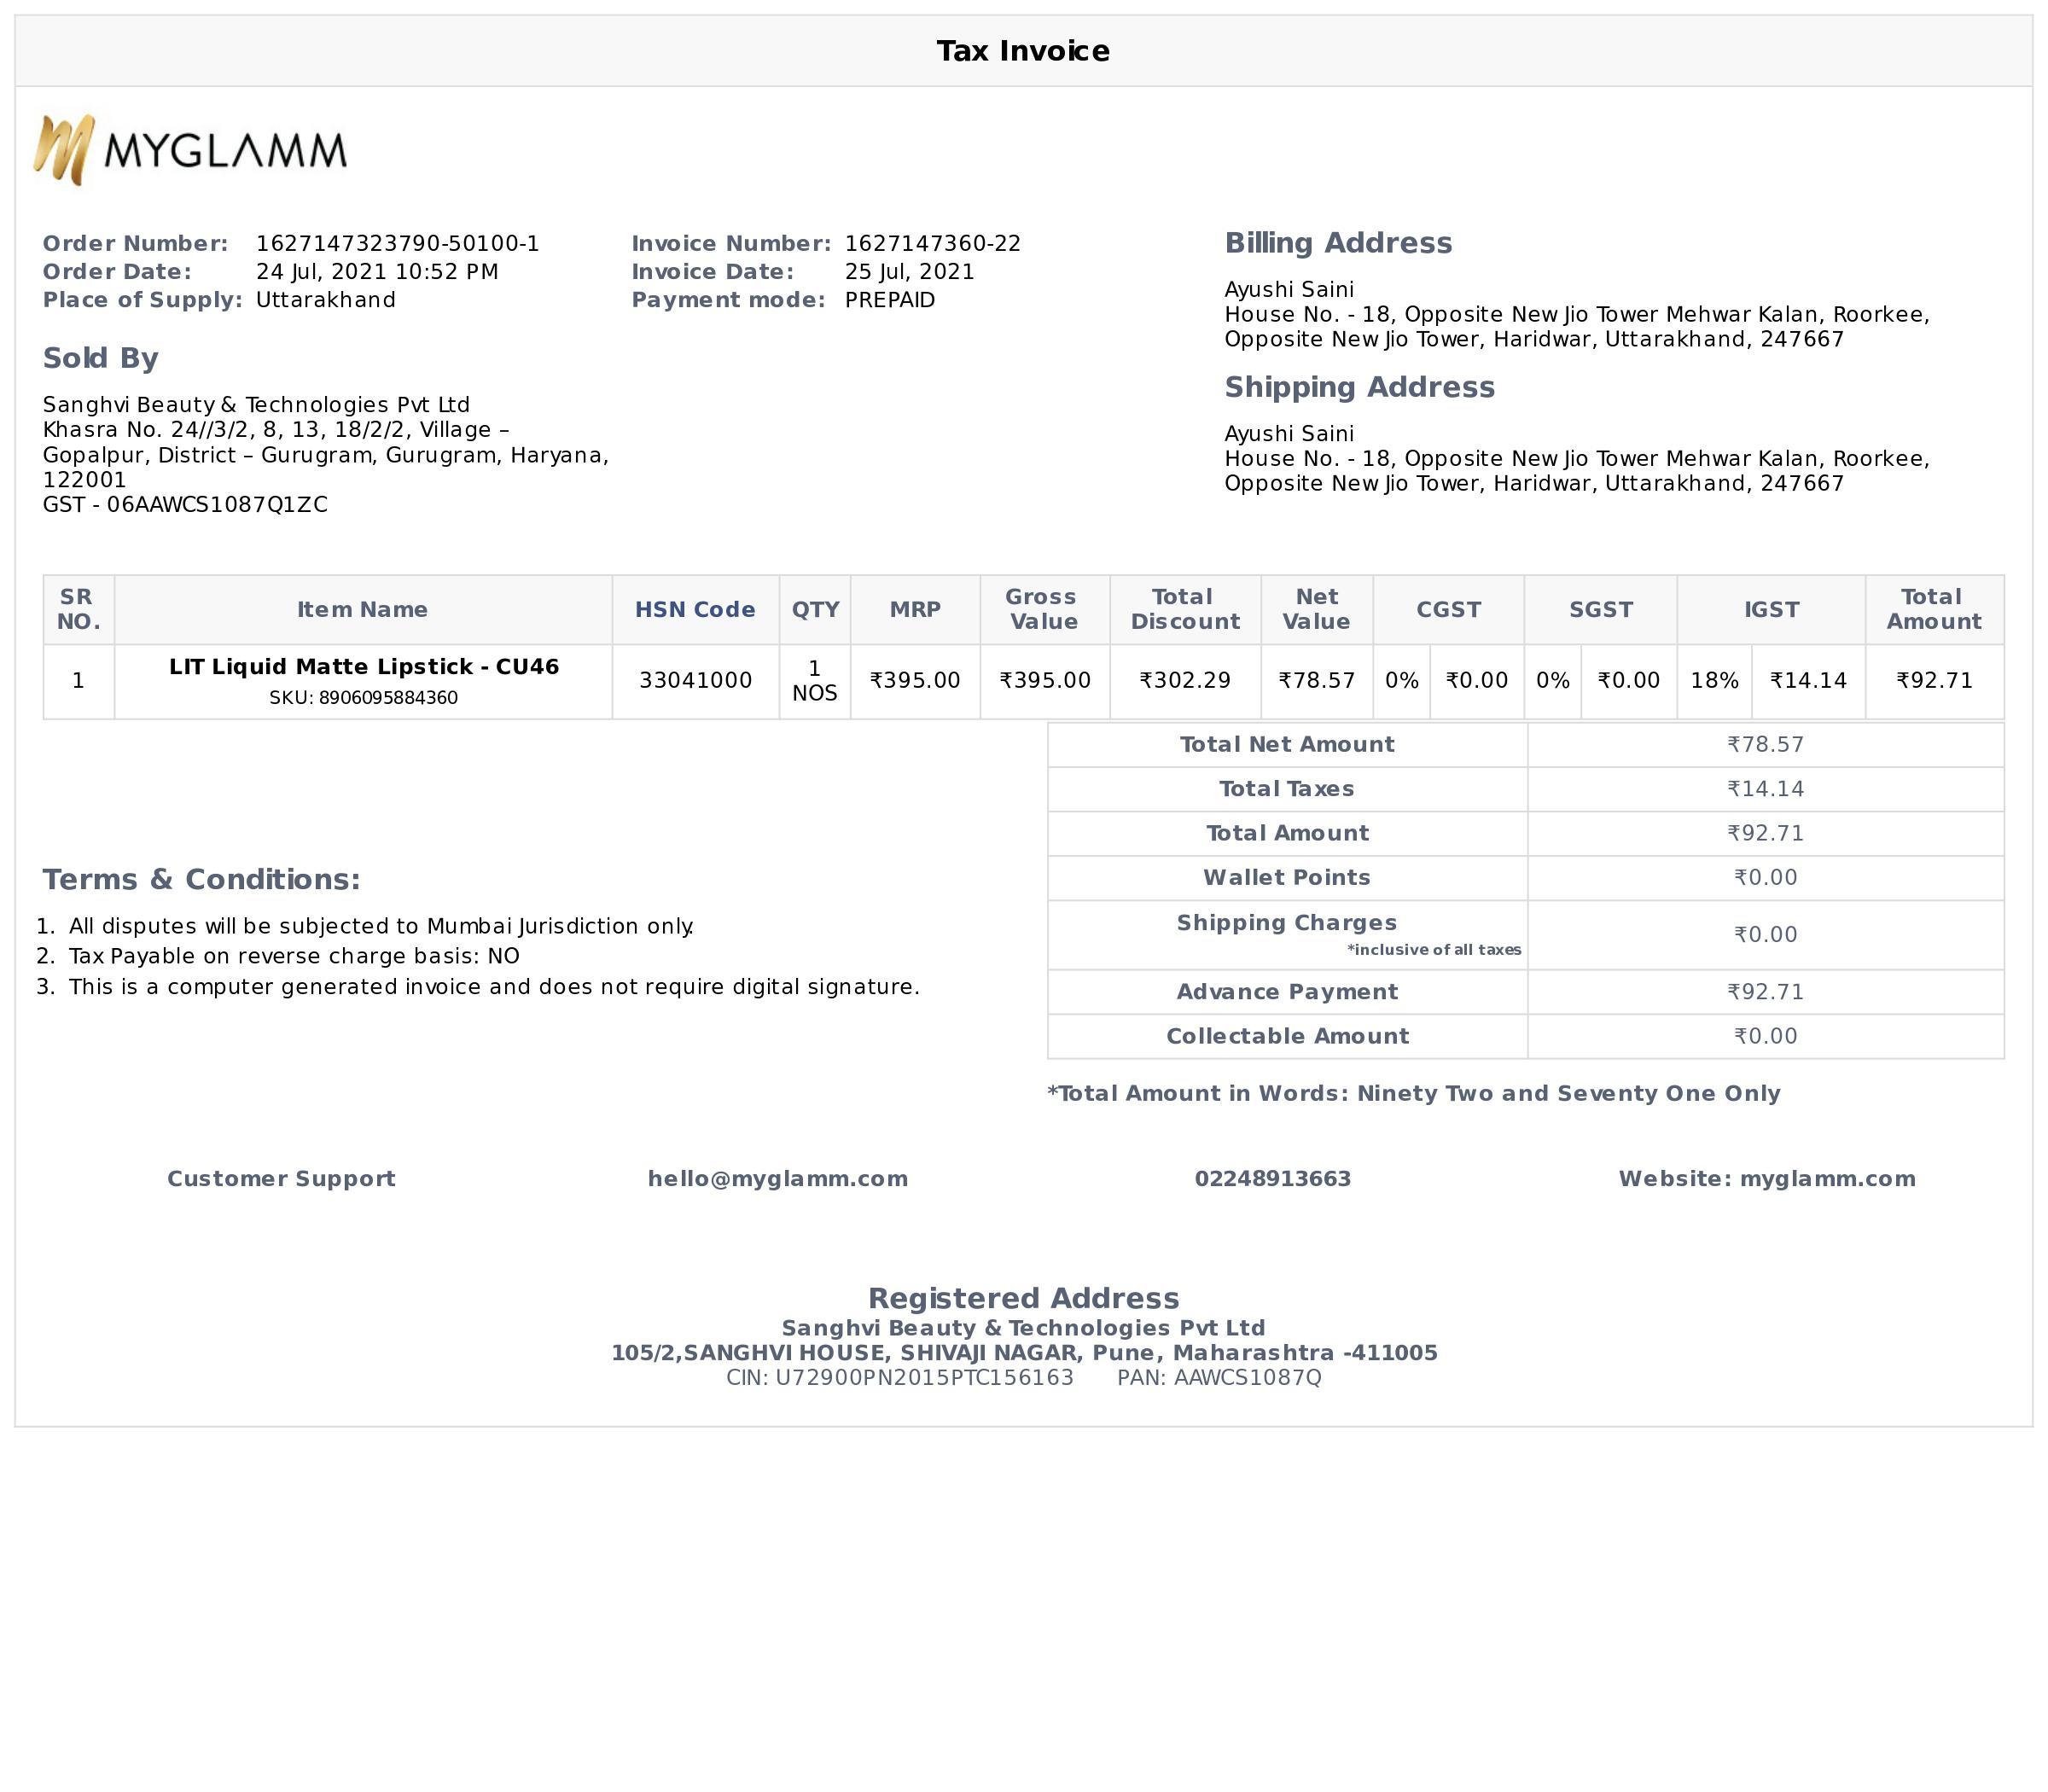 Tax Invoice
MYGLAMM
Order Number: 1627147323790-50100-1
Order Date: 24 Jul, 2021 10:52 PM
Place of Supply: Uttarakhand
Invoice Number: 1627147360-22
Invoice Date: 25 Jul, 2021
Payment mode: PREPAID
Sold By
Sanghvi Beauty & Technologies Pvt Ltd
Khasra No. 24//3/2, 8, 13, 18/2/2, Village –
Gopalpur, District – Gurugram, Gurugram, Haryana,
122001
GST - 06AAWCS1087Q1ZC
Billing Address
Ayushi Saini
House No. - 18, Opposite New Jio Tower Mehwar Kalan, Roorkee,
Opposite New Jio Tower, Haridwar, Uttarakhand, 247667
Shipping Address
Ayushi Saini
House No. - 18, Opposite New Jio Tower Mehwar Kalan, Roorkee,
Opposite New Jio Tower, Haridwar, Uttarakhand, 247667
SR NO. Item Name HSN Code QTY MRP Gross Value Total Discount Net Value CGST SGST IGST Total Amount
1 LIT Liquid Matte Lipstick - CU46 33041000 1 NOS ₹395.00 ₹395.00 ₹302.29 ₹78.57 0% ₹0.00 0% ₹0.00 18% ₹14.14 ₹92.71
SKU: 8906095884360
Total Net Amount ₹78.57
Total Taxes ₹14.14
Total Amount ₹92.71
Wallet Points ₹0.00
Shipping Charges ₹0.00
*inclusive of all taxes
Advance Payment ₹92.71
Collectable Amount ₹0.00
Terms & Conditions:
1. All disputes will be subjected to Mumbai Jurisdiction only.
2. Tax Payable on reverse charge basis: NO
3. This is a computer generated invoice and does not require digital signature.
*Total Amount in Words: Ninety Two and Seventy One Only
Customer Support hello@myglamm.com 02248913663 Website: myglamm.com
Registered Address
Sanghvi Beauty & Technologies Pvt Ltd
105/2,SANGHVI HOUSE, SHIVAJI NAGAR, Pune, Maharashtra -411005
CIN: U72900PN2015PTC156163 PAN: AAWCS1087Q